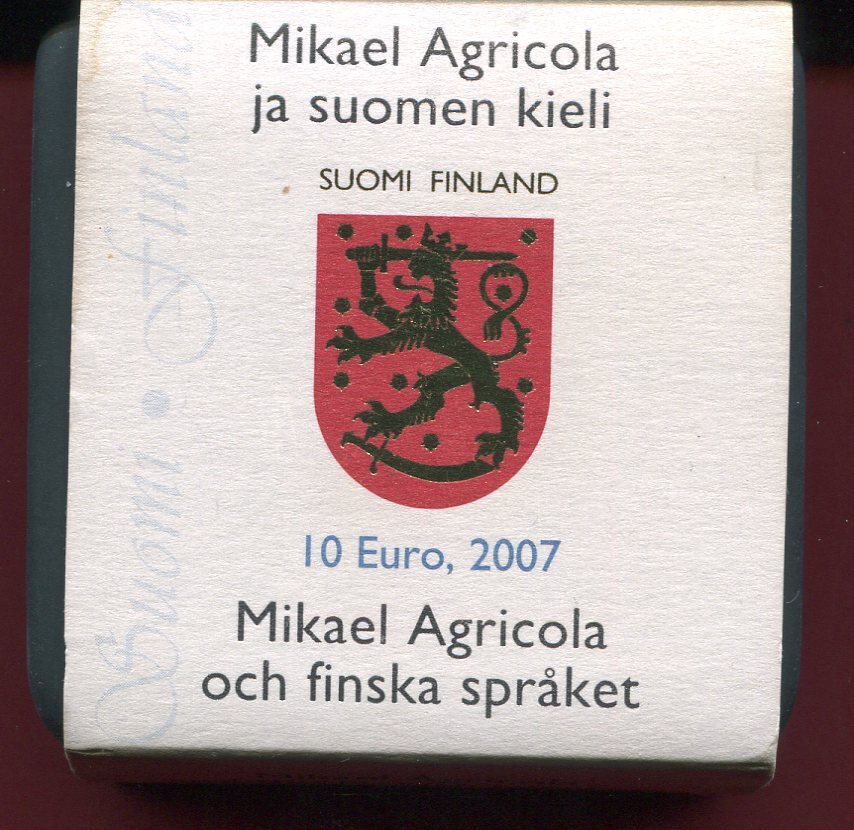 Mikael Agricola
ja suomen kieli
SUOMI FINLAND
10 Euro, 2007
Mikael Agricola
och finska språket
Suomi • Finland